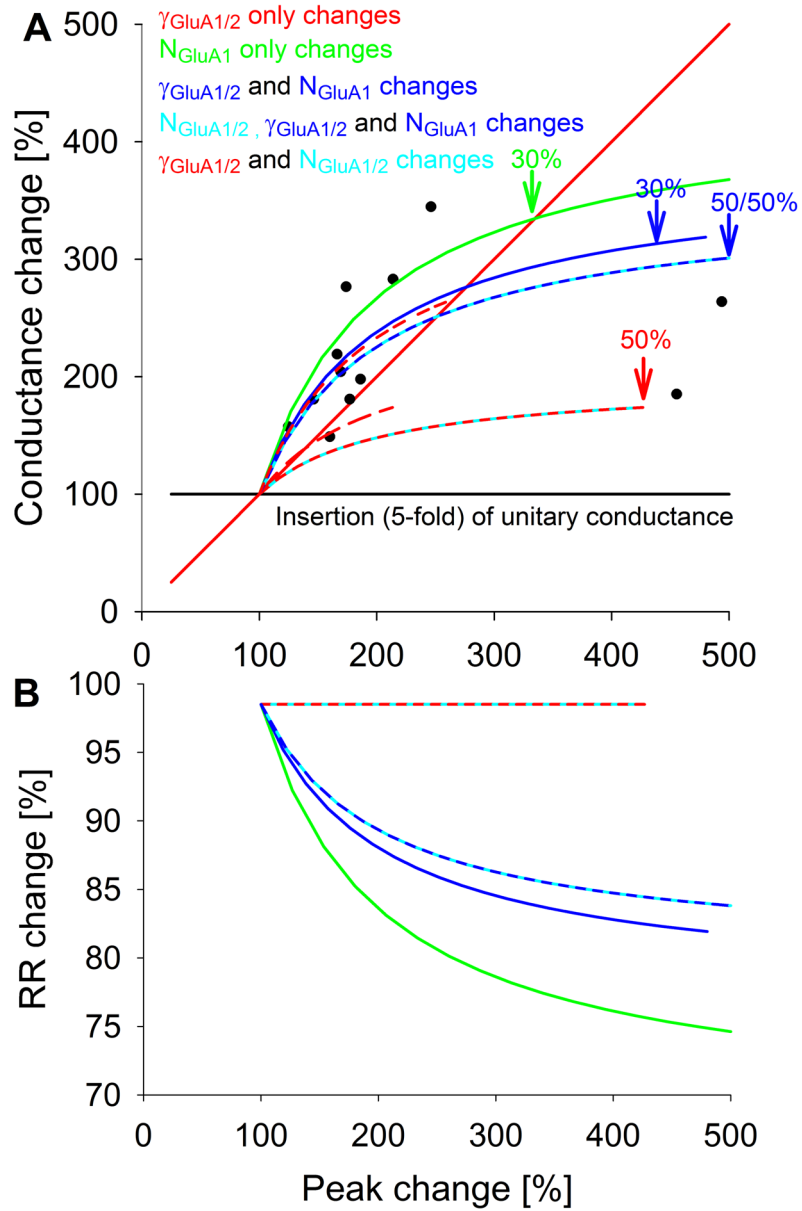 A
γGluA1/2 only changes
NGluA1 only changes
γGluA1/2 and NGluA1 changes
NGluA1/2 , γGluA1/2 and NGluA1 changes
γGluA1/2 and NGluA1/2 changes
30%
30%
50/50%
50%
Insertion (5-fold) of unitary conductance
Conductance change [%]
500
400
300
200
100
0
0 100 200 300 400 500
B
RR change [%]
100
95
90
85
80
75
70
0 100 200 300 400 500
Peak change [%]